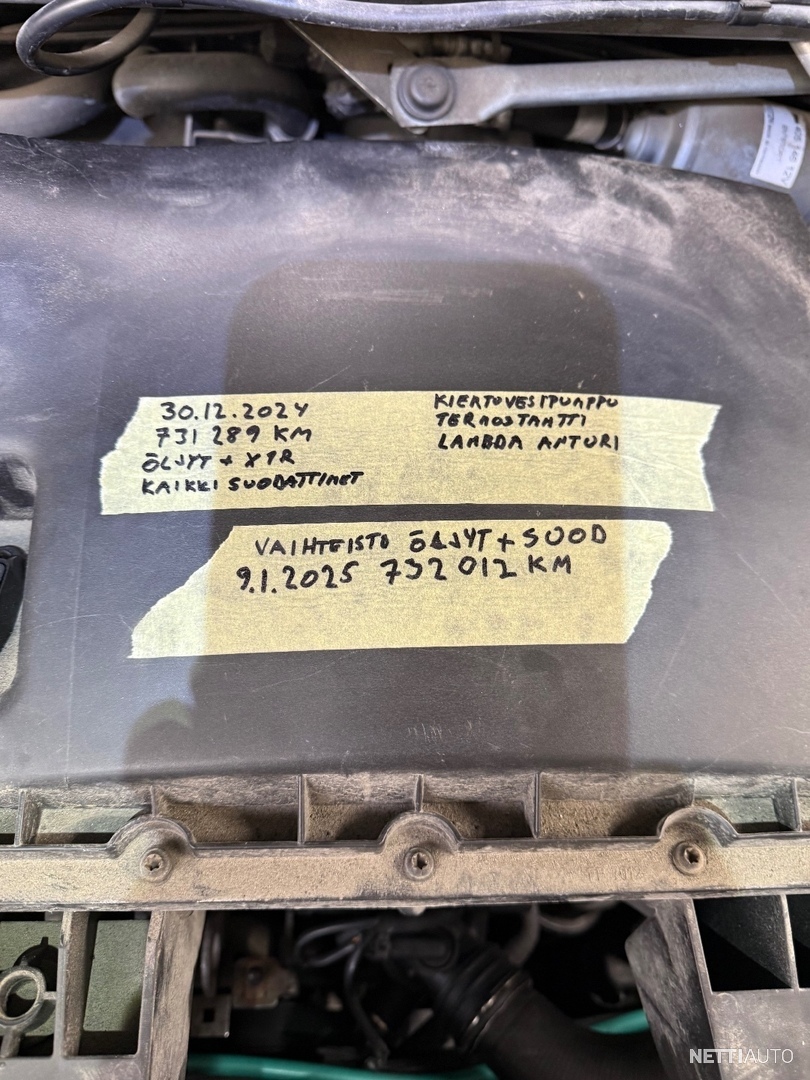 30.12.2024
731 289 KM
ÖLJYT + XTR
KAIKKI SUODATTIMET
KIERTOVESIPUMPPU
TERMOSTAATTI
LAMBDA ANTURI
VAIHTEISTO ÖLJYT + SUOD
9.1.2025 732 012 KM
NETTIAUTO